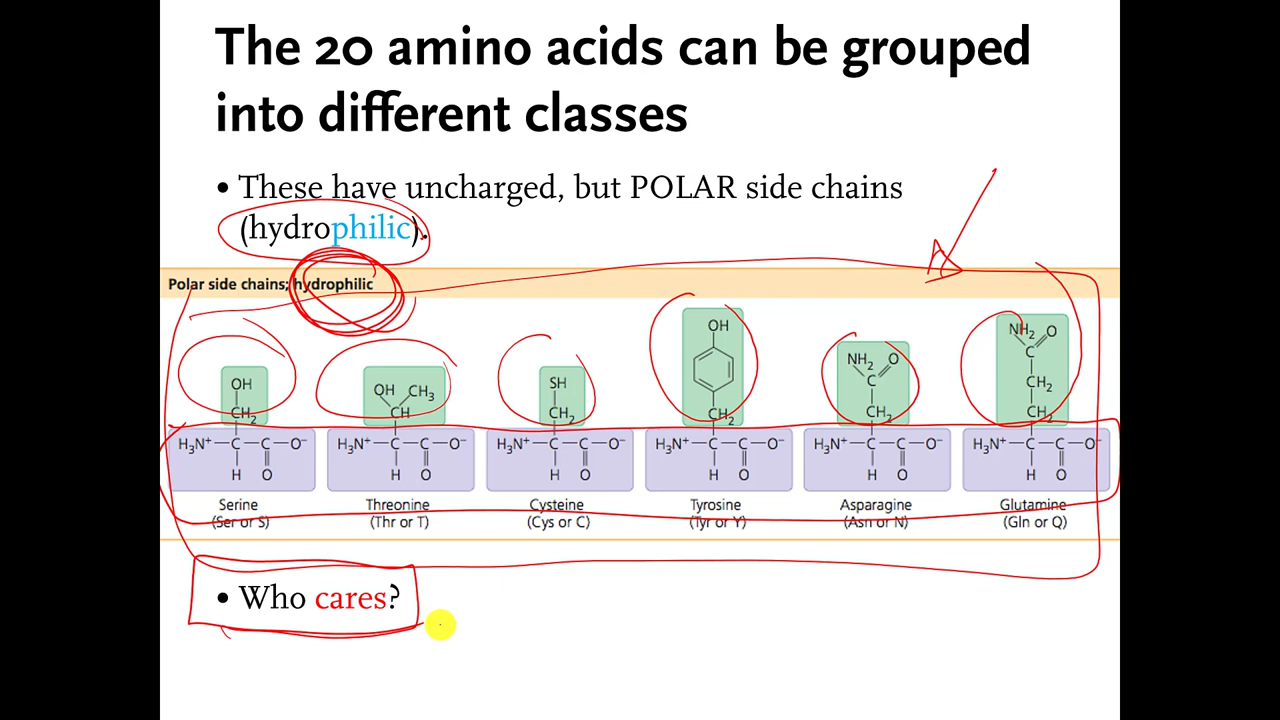 The 20 amino acids can be grouped
into different classes
• These have uncharged, but POLAR side chains
(hydrophilic).
Polar side chains; hydrophilic
OH
CH₂
H₃N⁺—C—C—O⁻
H O
Serine
(Ser or S)
OH CH₃
CH
H₃N⁺—C—C—O⁻
H O
Threonine
(Thr or T)
SH
CH₂
H₃N⁺—C—C—O⁻
H O
Cysteine
(Cys or C)
OH
CH₂
H₃N⁺—C—C—O⁻
H O
Tyrosine
(Tyr or Y)
NH₂ O
C
CH₂
H₃N⁺—C—C—O⁻
H O
Asparagine
(Asn or N)
NH₂ O
C
CH₂
CH₂
H₃N⁺—C—C—O⁻
H O
Glutamine
(Gln or Q)
• Who cares?